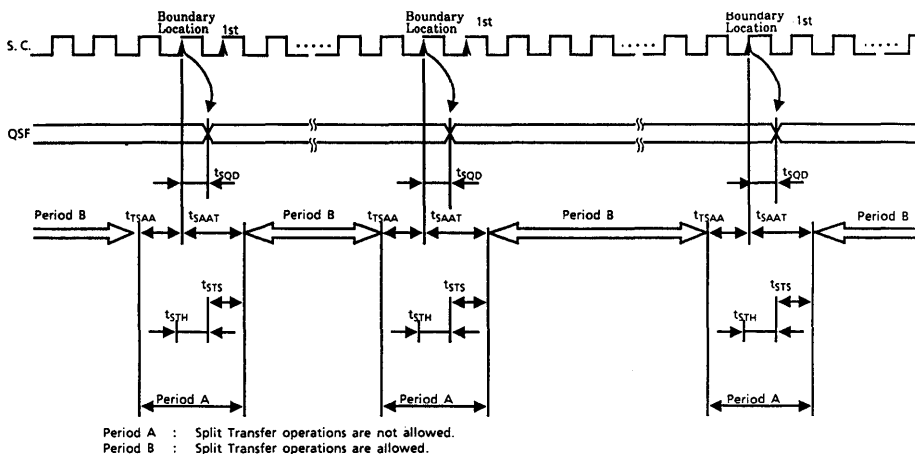 Boundary Location 1st Boundary Location 1st Boundary Location 1st
S. C.
QSF
tSQD tSQD tSQD
Period B tTSAA tSAAT Period B tTSAA tSAAT Period B tTSAA tSAAT Period B
tSTS tSTS tSTS
tSTH tSTH tSTH
Period A Period A Period A
Period A : Split Transfer operations are not allowed.
Period B : Split Transfer operations are allowed.